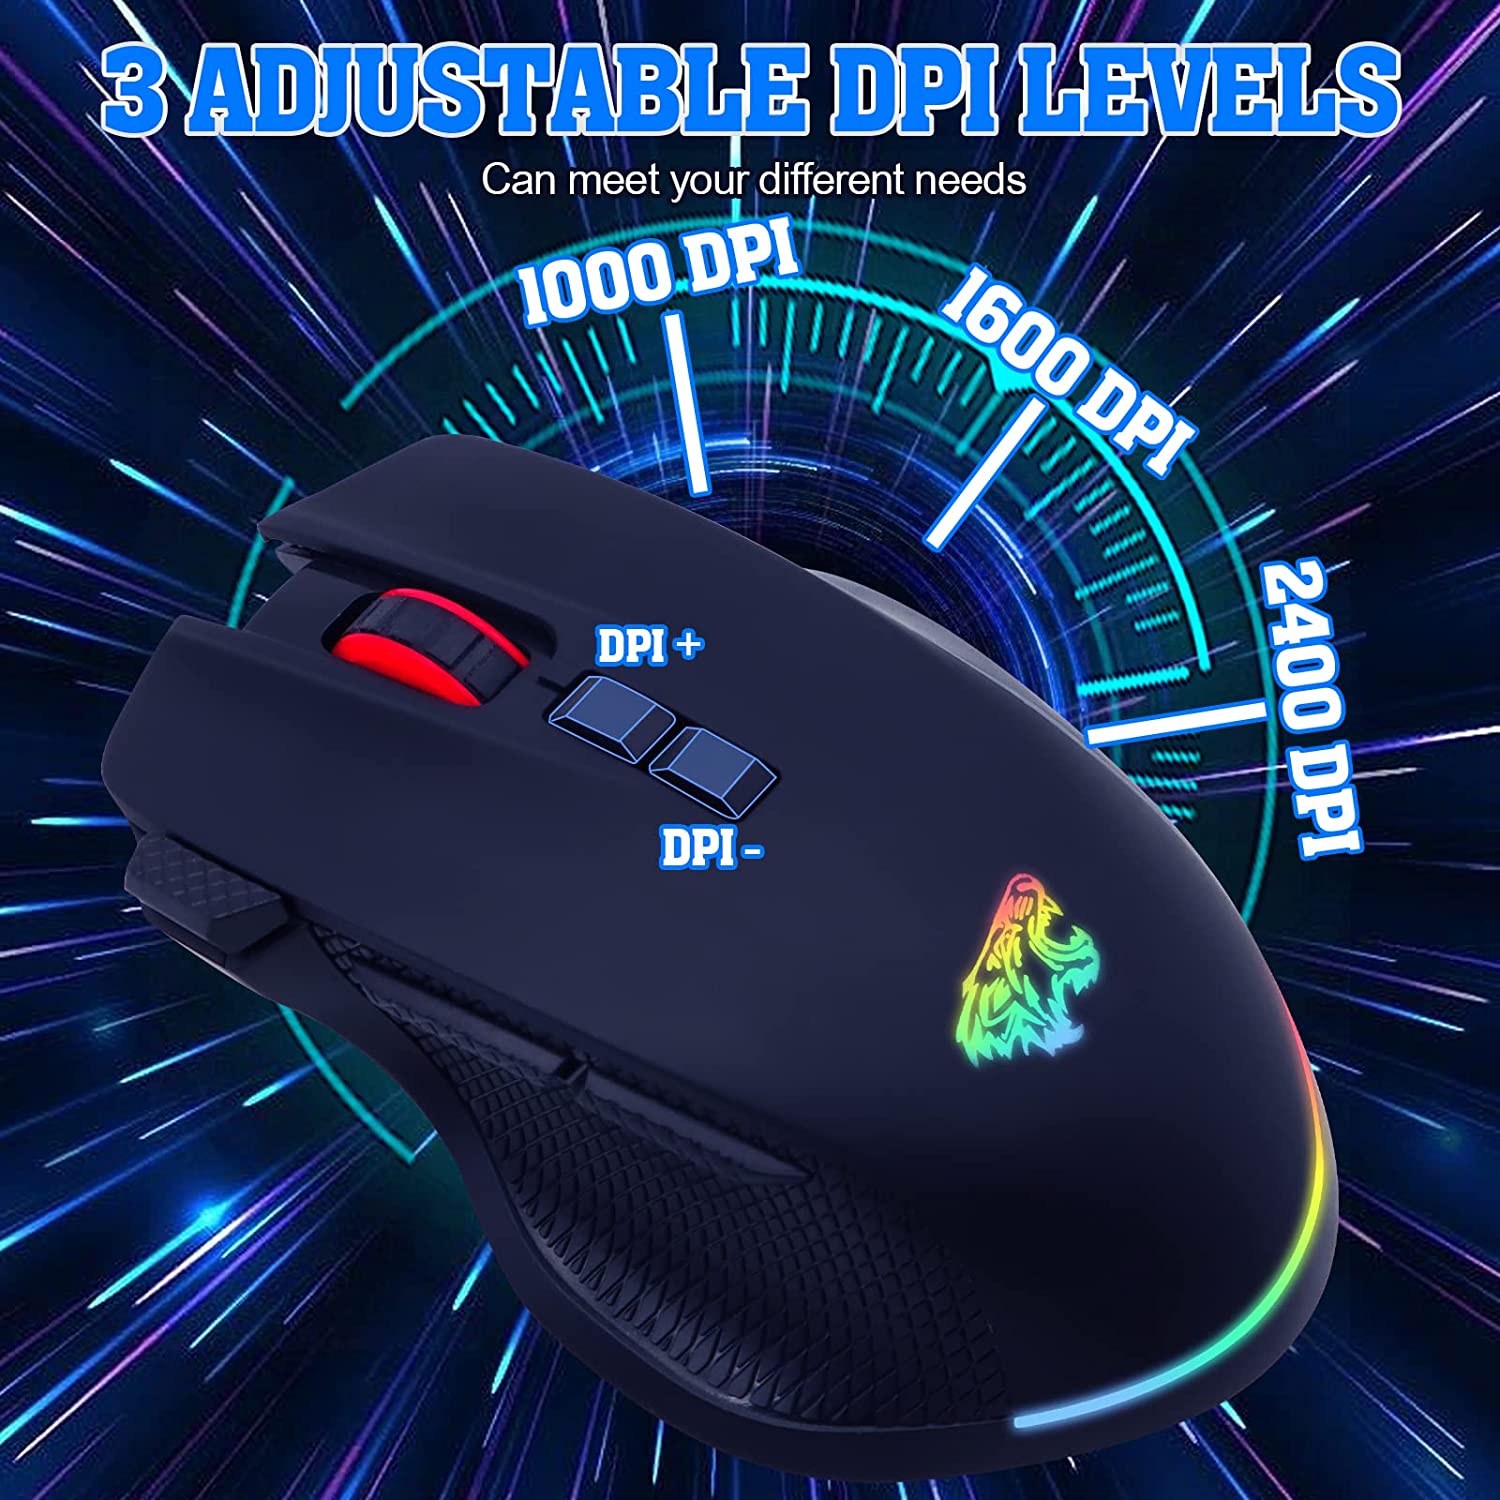 3 ADJUSTABLE DPI LEVELS
Can meet your different needs
1000 DPI
1600 DPI
2400 DPI
DPI +
DPI -